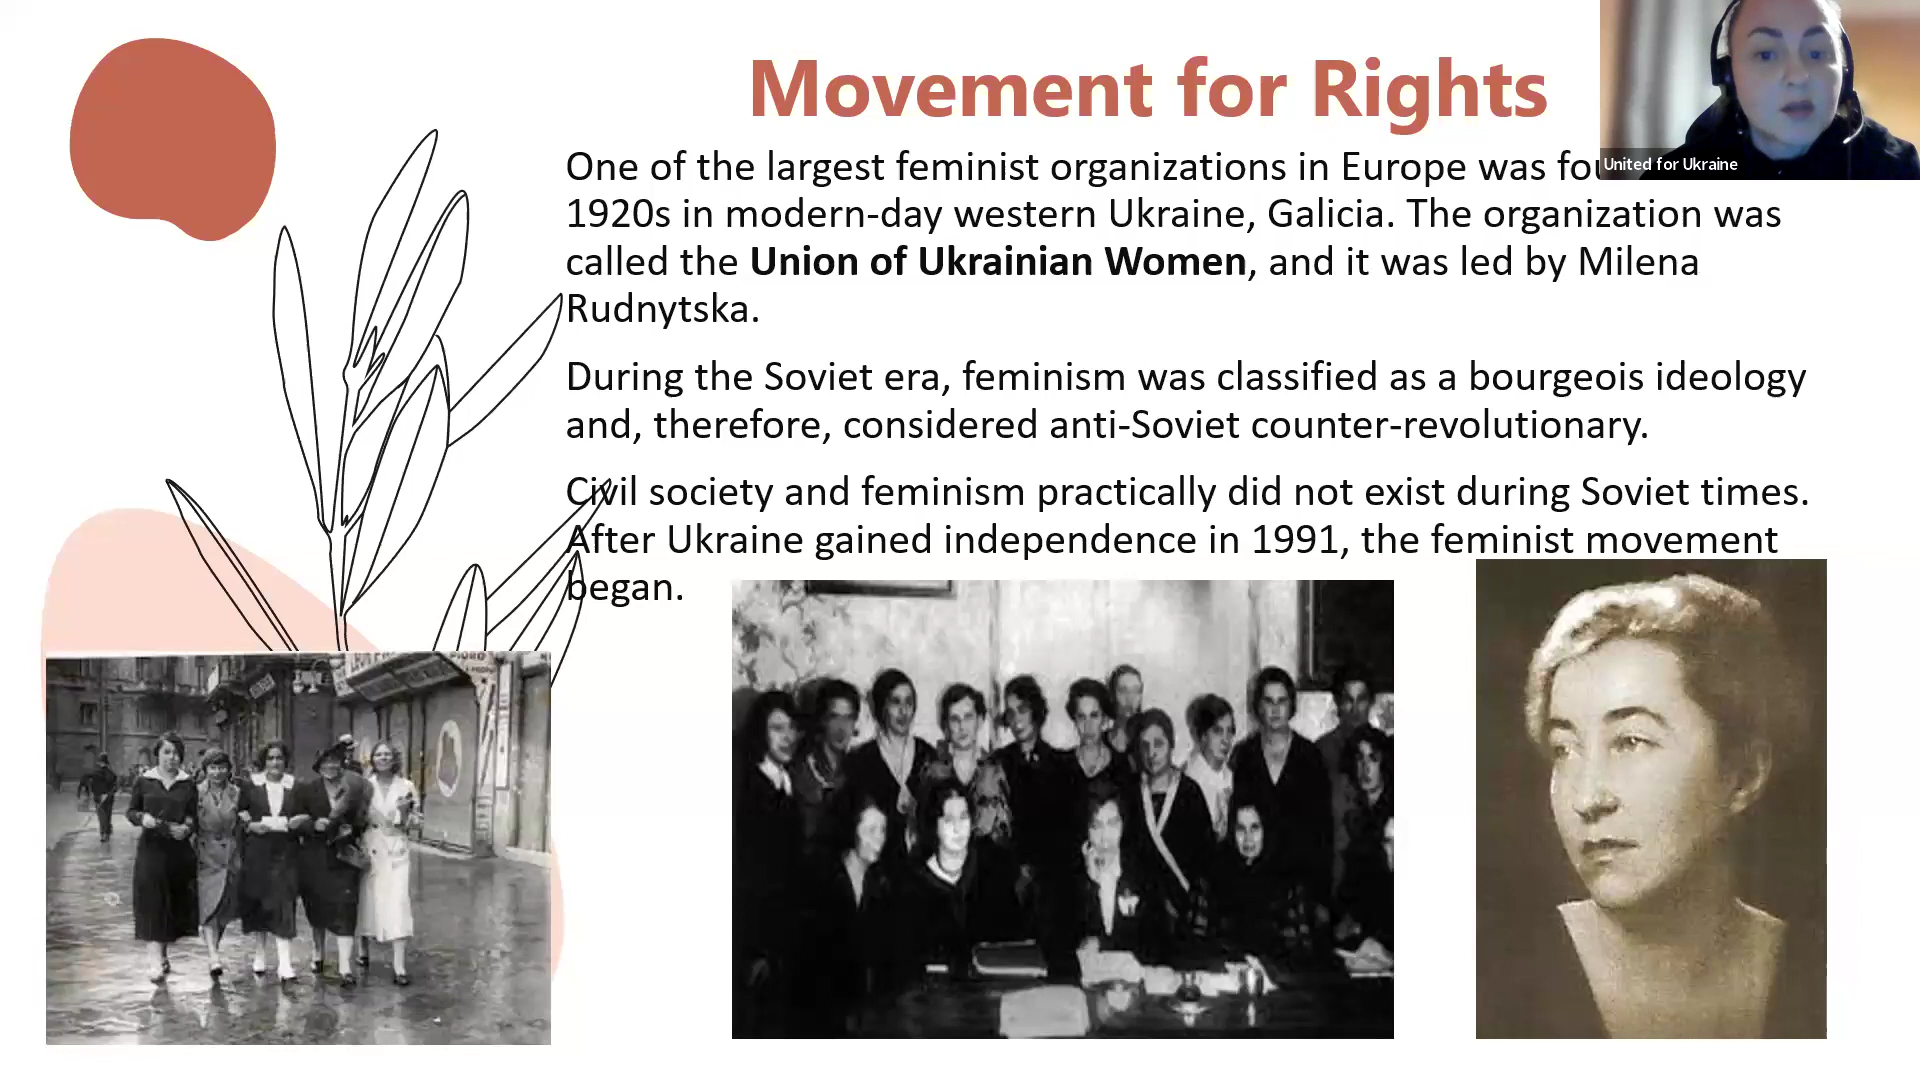 Movement for Rights
One of the largest feminist organizations in Europe was
United for Ukraine
1920s in modern-day western Ukraine, Galicia. The organization was
called the Union of Ukrainian Women, and it was led by Milena
Rudnytska.
During the Soviet era, feminism was classified as a bourgeois ideology
and, therefore, considered anti-Soviet counter-revolutionary.
Civil society and feminism practically did not exist during Soviet times.
After Ukraine gained independence in 1991, the feminist movement
began.